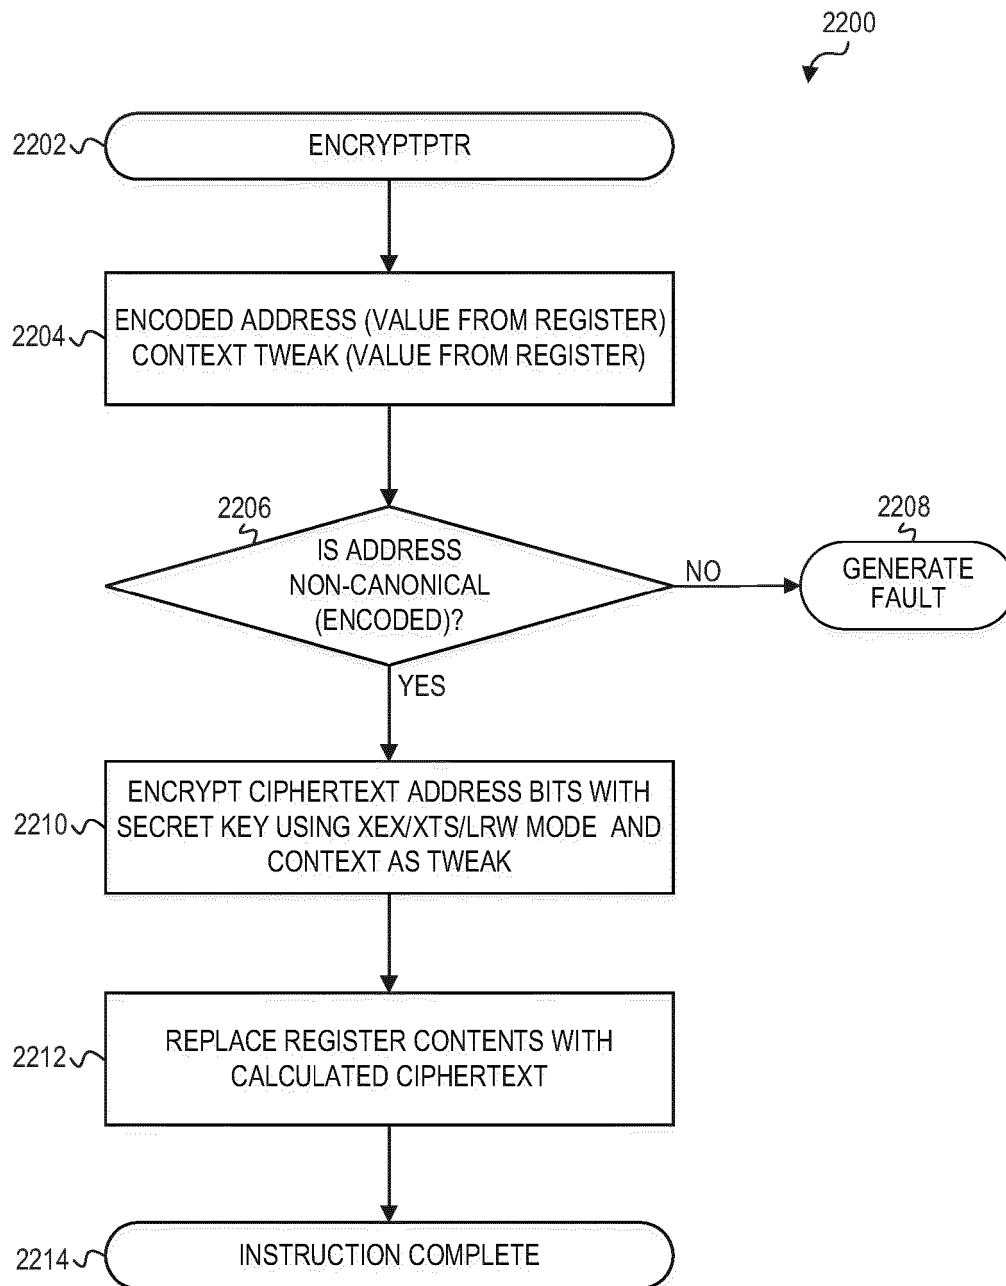 2200
2202
ENCRYPTPTR
2204
ENCODED ADDRESS (VALUE FROM REGISTER)
CONTEXT TWEAK (VALUE FROM REGISTER)
2206
IS ADDRESS
NON-CANONICAL
(ENCODED)?
NO
2208
GENERATE
FAULT
YES
2210
ENCRYPT CIPHERTEXT ADDRESS BITS WITH
SECRET KEY USING XEX/XTS/LRW MODE AND
CONTEXT AS TWEAK
2212
REPLACE REGISTER CONTENTS WITH
CALCULATED CIPHERTEXT
2214
INSTRUCTION COMPLETE